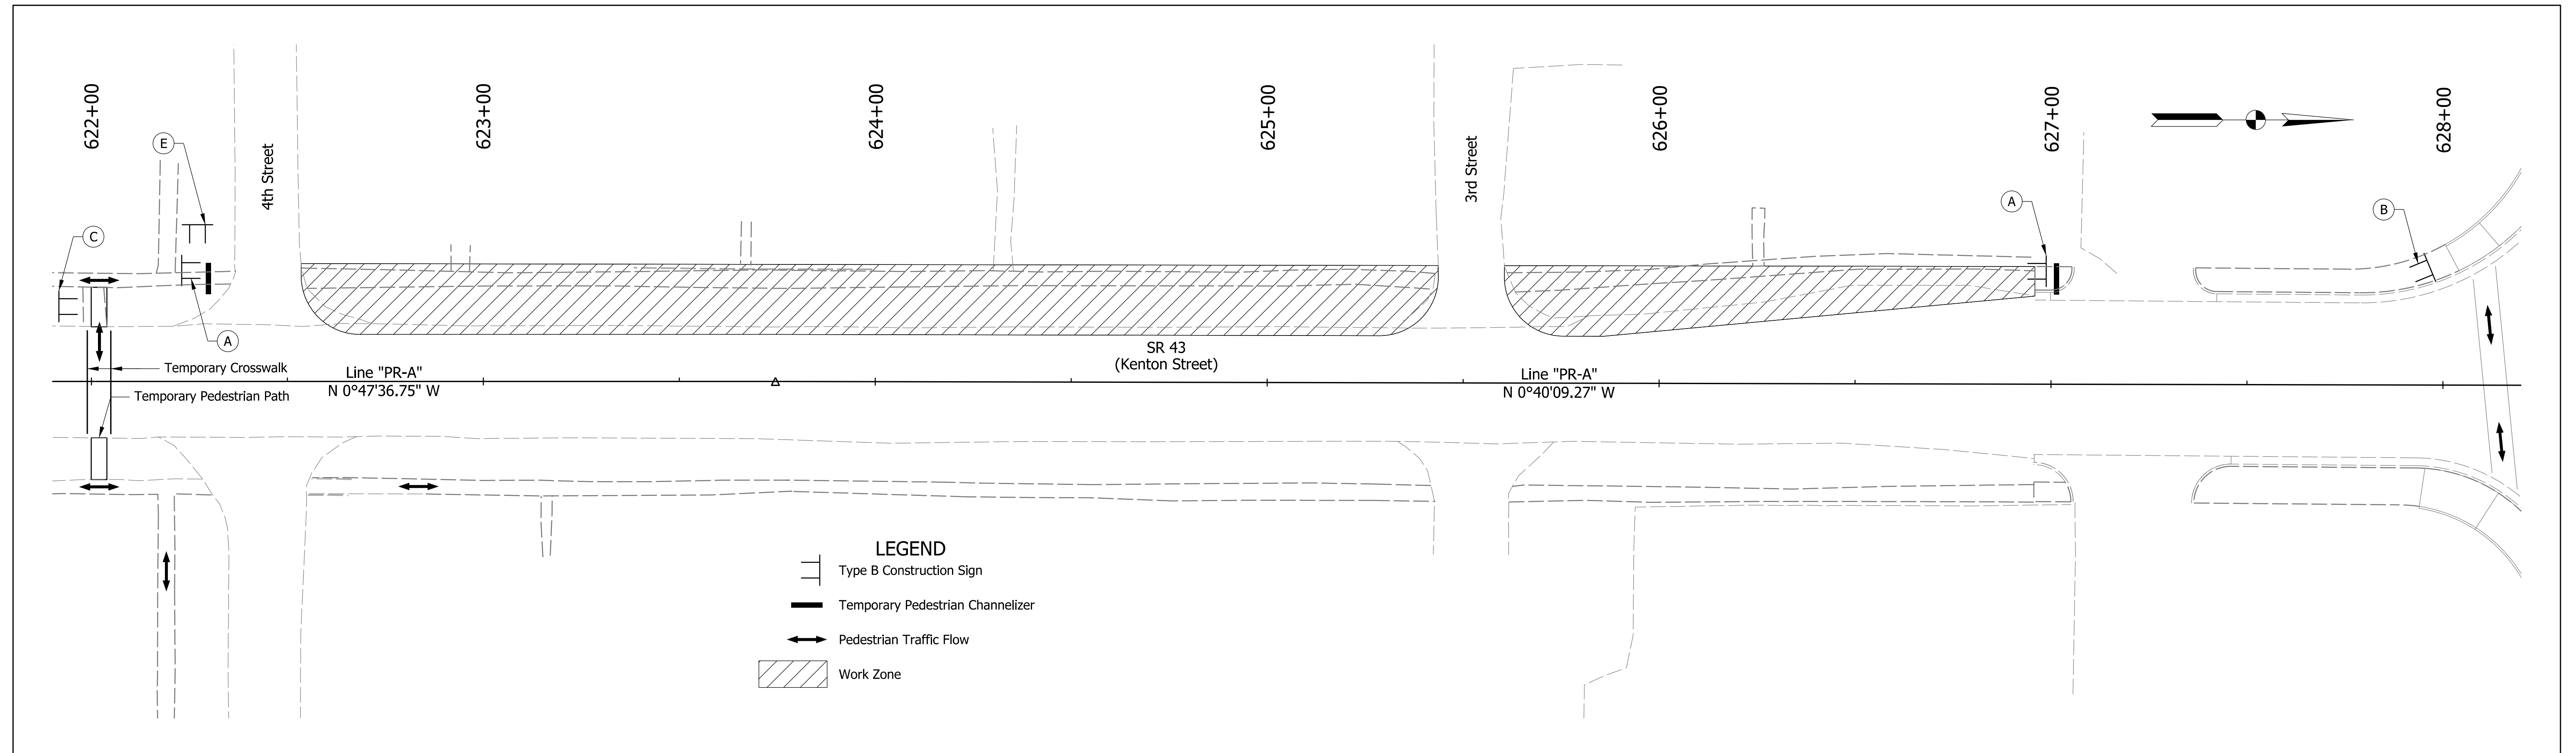 622+00
623+00
624+00
625+00
626+00
627+00
628+00
E
4th Street
3rd Street
A
B
C
A
SR 43
(Kenton Street)
Temporary Crosswalk
Line "PR-A"
N 0°47'36.75" W
Line "PR-A"
N 0°40'09.27" W
Temporary Pedestrian Path
LEGEND
Type B Construction Sign
Temporary Pedestrian Channelizer
Pedestrian Traffic Flow
Work Zone